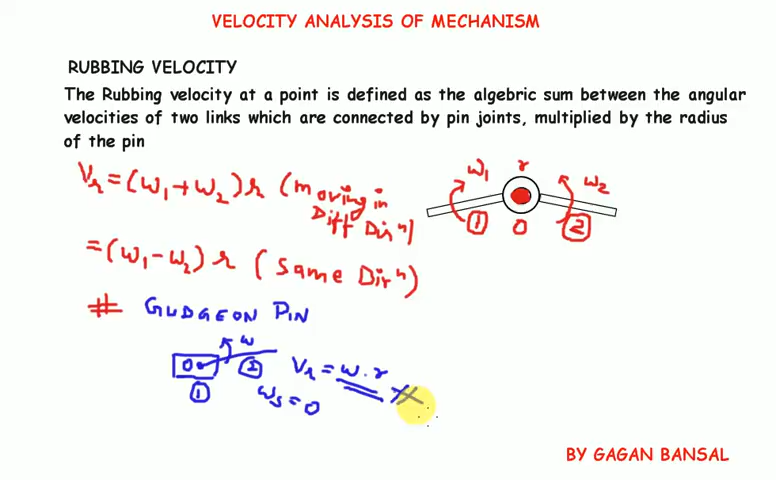 VELOCITY ANALYSIS OF MECHANISM
RUBBING VELOCITY
The Rubbing velocity at a point is defined as the algebric sum between the angular
velocities of two links which are connected by pin joints, multiplied by the radius
of the pin
Vr = (ω1 + ω2) r (moving in
Diff Dirⁿ)
ω1 r ω2
1 O 2
= (ω1 - ω2) r (Same Dirⁿ)
# GUDGEON PIN
ω
2 Vr = ω.r
1 ωs = 0
BY GAGAN BANSAL